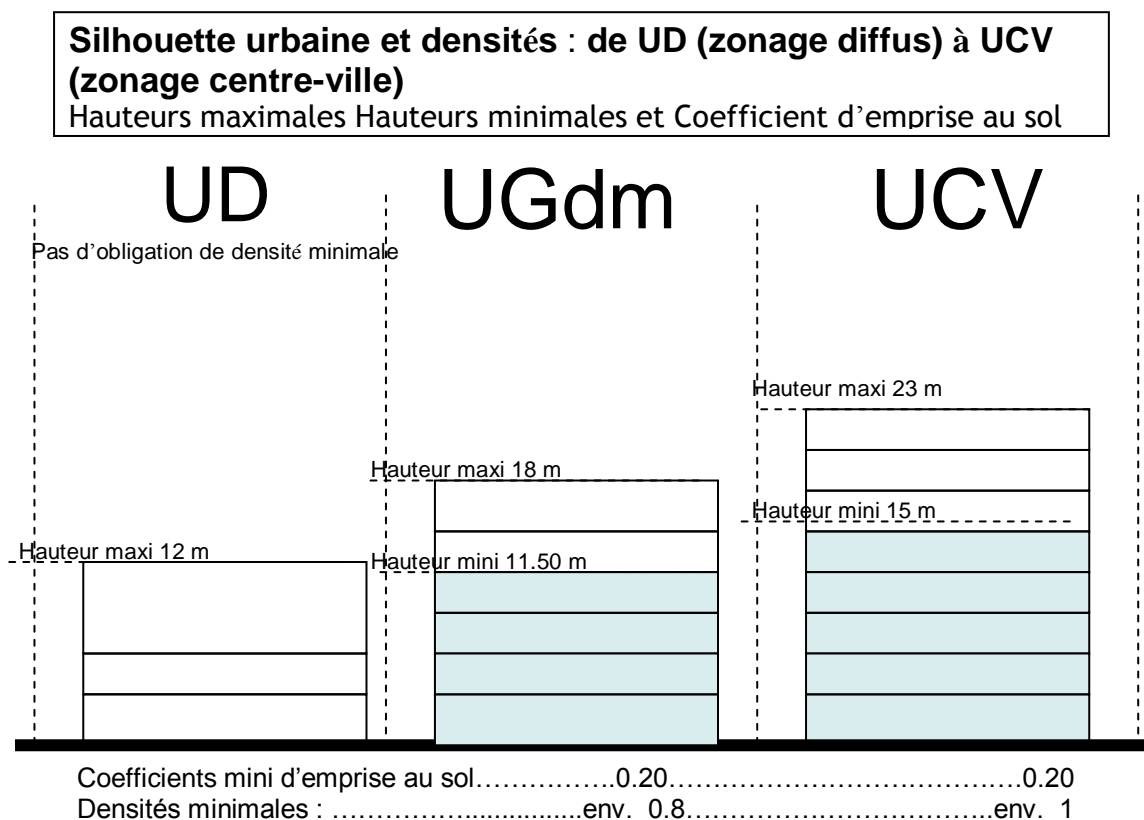 Silhouette urbaine et densités : de UD (zonage diffus) à UCV
(zonage centre-ville)
Hauteurs maximales Hauteurs minimales et Coefficient d’emprise au sol
UD
UGdm
UCV
Pas d’obligation de densité minimale
Hauteur maxi 23 m
Hauteur maxi 18 m
Hauteur mini 15 m
Hauteur maxi 12 m
Hauteur mini 11.50 m
Coefficients mini d’emprise au sol…………….0.20……………………………….…0.20
Densités minimales : ……………...............env. 0.8……………………………..env. 1